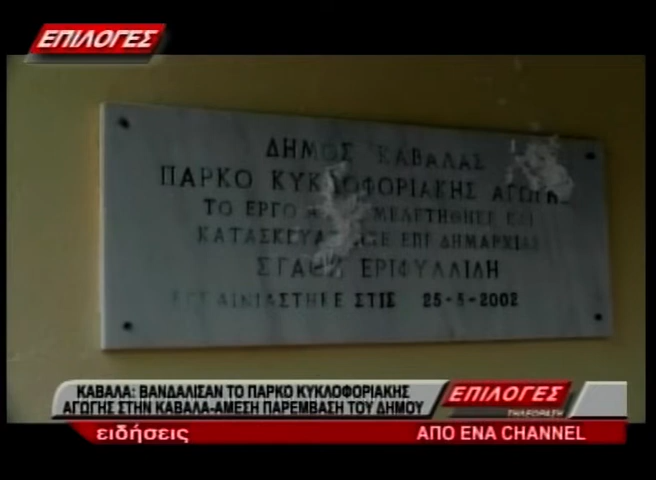 ΕΠΙΛΟΓΕΣ
ΔΗΜΟΣ ΚΑΒΑΛΑΣ
ΠΑΡΚΟ ΚΥΚΛΟΦΟΡΙΑΚΗΣ ΑΓΩΓΗΣ
ΤΟ ΕΡΓΟ ΜΕΛΕΤΗΘΗΚΕ ΚΑΙ
ΚΑΤΑΣΚΕΥΑΣΤΗΚΕ ΕΠΙ ΔΗΜΑΡΧΙΑΣ
ΣΤΑΘΗ ΕΡΙΦΥΛΛΙΔΗ
ΕΓΚΑΙΝΙΑΣΤΗΚΕ ΣΤΙΣ 25-5-2002
ΚΑΒΑΛΑ: ΒΑΝΔΑΛΙΣΑΝ ΤΟ ΠΑΡΚΟ ΚΥΚΛΟΦΟΡΙΑΚΗΣ
ΑΓΩΓΗΣ ΣΤΗΝ ΚΑΒΑΛΑ-ΑΜΕΣΗ ΠΑΡΕΜΒΑΣΗ ΤΟΥ ΔΗΜΟΥ
ΕΠΙΛΟΓΕΣ
ΤΗΛΕΟΡΑΣΗ
ειδήσεις
ΑΠΟ ΕΝΑ CHANNEL